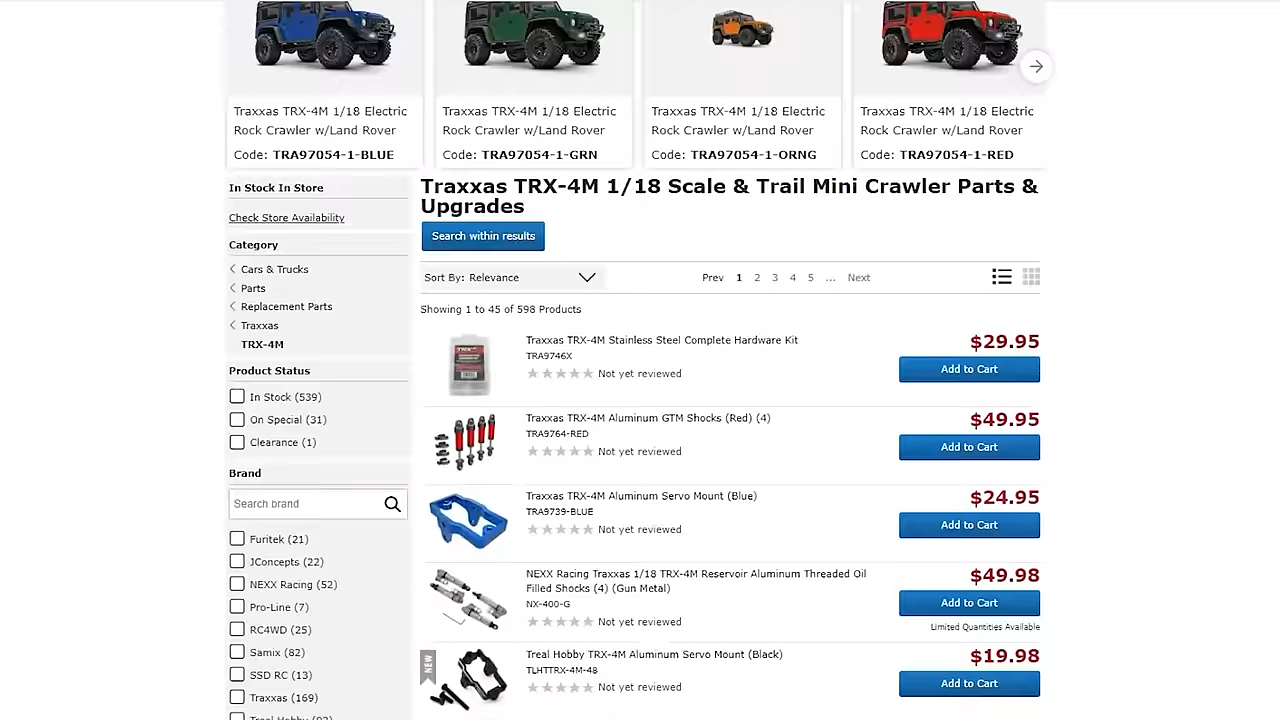 Traxxas TRX-4M 1/18 Electric
Rock Crawler w/Land Rover
Code: TRA97054-1-BLUE
Traxxas TRX-4M 1/18 Electric
Rock Crawler w/Land Rover
Code: TRA97054-1-GRN
Traxxas TRX-4M 1/18 Electric
Rock Crawler w/Land Rover
Code: TRA97054-1-ORNG
Traxxas TRX-4M 1/18 Electric
Rock Crawler w/Land Rover
Code: TRA97054-1-RED
In Stock In Store
Check Store Availability
Category
Cars & Trucks
Parts
Replacement Parts
Traxxas
TRX-4M
Product Status
In Stock (539)
On Special (31)
Clearance (1)
Brand
Search brand
Furitek (21)
JConcepts (22)
NEXX Racing (52)
Pro-Line (7)
RC4WD (25)
Samix (82)
SSD RC (13)
Traxxas (169)
Traxxas TRX-4M 1/18 Scale & Trail Mini Crawler Parts &
Upgrades
Search within results
Sort By: Relevance
Prev 1 2 3 4 5 ... Next
Showing 1 to 45 of 598 Products
Traxxas TRX-4M Stainless Steel Complete Hardware Kit
TRA9746X
Not yet reviewed
$29.95
Add to Cart
Traxxas TRX-4M Aluminum GTM Shocks (Red) (4)
TRA9764-RED
Not yet reviewed
$49.95
Add to Cart
Traxxas TRX-4M Aluminum Servo Mount (Blue)
TRA9739-BLUE
Not yet reviewed
$24.95
Add to Cart
NEXX Racing Traxxas 1/18 TRX-4M Reservoir Aluminum Threaded Oil
Filled Shocks (4) (Gun Metal)
NX-400-G
Not yet reviewed
$49.98
Add to Cart
Limited Quantities Available
NEW
Treal Hobby TRX-4M Aluminum Servo Mount (Black)
TLHTTRX-4M-48
Not yet reviewed
$19.98
Add to Cart